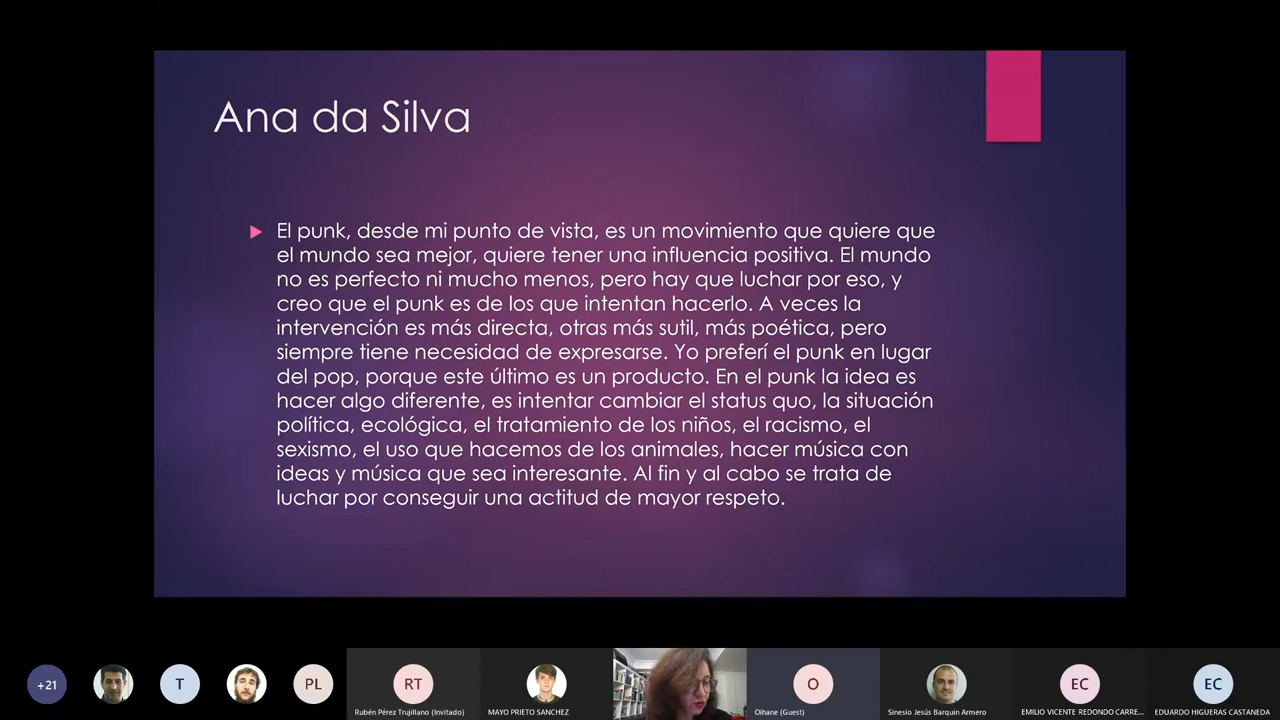 Ana da Silva
El punk, desde mi punto de vista, es un movimiento que quiere que
el mundo sea mejor, quiere tener una influencia positiva. El mundo
no es perfecto ni mucho menos, pero hay que luchar por eso, y
creo que el punk es de los que intentan hacerlo. A veces la
intervención es más directa, otras más sutil, más poética, pero
siempre tiene necesidad de expresarse. Yo preferí el punk en lugar
del pop, porque este último es un producto. En el punk la idea es
hacer algo diferente, es intentar cambiar el status quo, la situación
política, ecológica, el tratamiento de los niños, el racismo, el
sexismo, el uso que hacemos de los animales, hacer música con
ideas y música que sea interesante. Al fin y al cabo se trata de
luchar por conseguir una actitud de mayor respeto.
+21
T
PL
RT
Rubén Pérez Trujillano (Invitado)
MAYO PRIETO SANCHEZ
O
Oihane (Guest)
Sinesio Jesús Barquin Armero
EC
EMILIO VICENTE REDONDO CARRE...
EC
EDUARDO HIGUERAS CASTANEDA